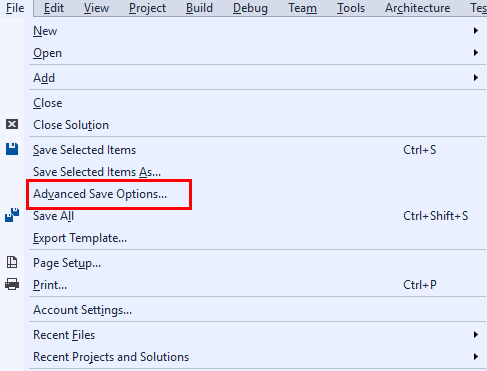 File Edit View Project Build Debug Team Tools Architecture Tes
New
Open
Add
Close
Close Solution
Save Selected Items Ctrl+S
Save Selected Items As...
Advanced Save Options...
Save All Ctrl+Shift+S
Export Template...
Page Setup...
Print... Ctrl+P
Account Settings...
Recent Files
Recent Projects and Solutions